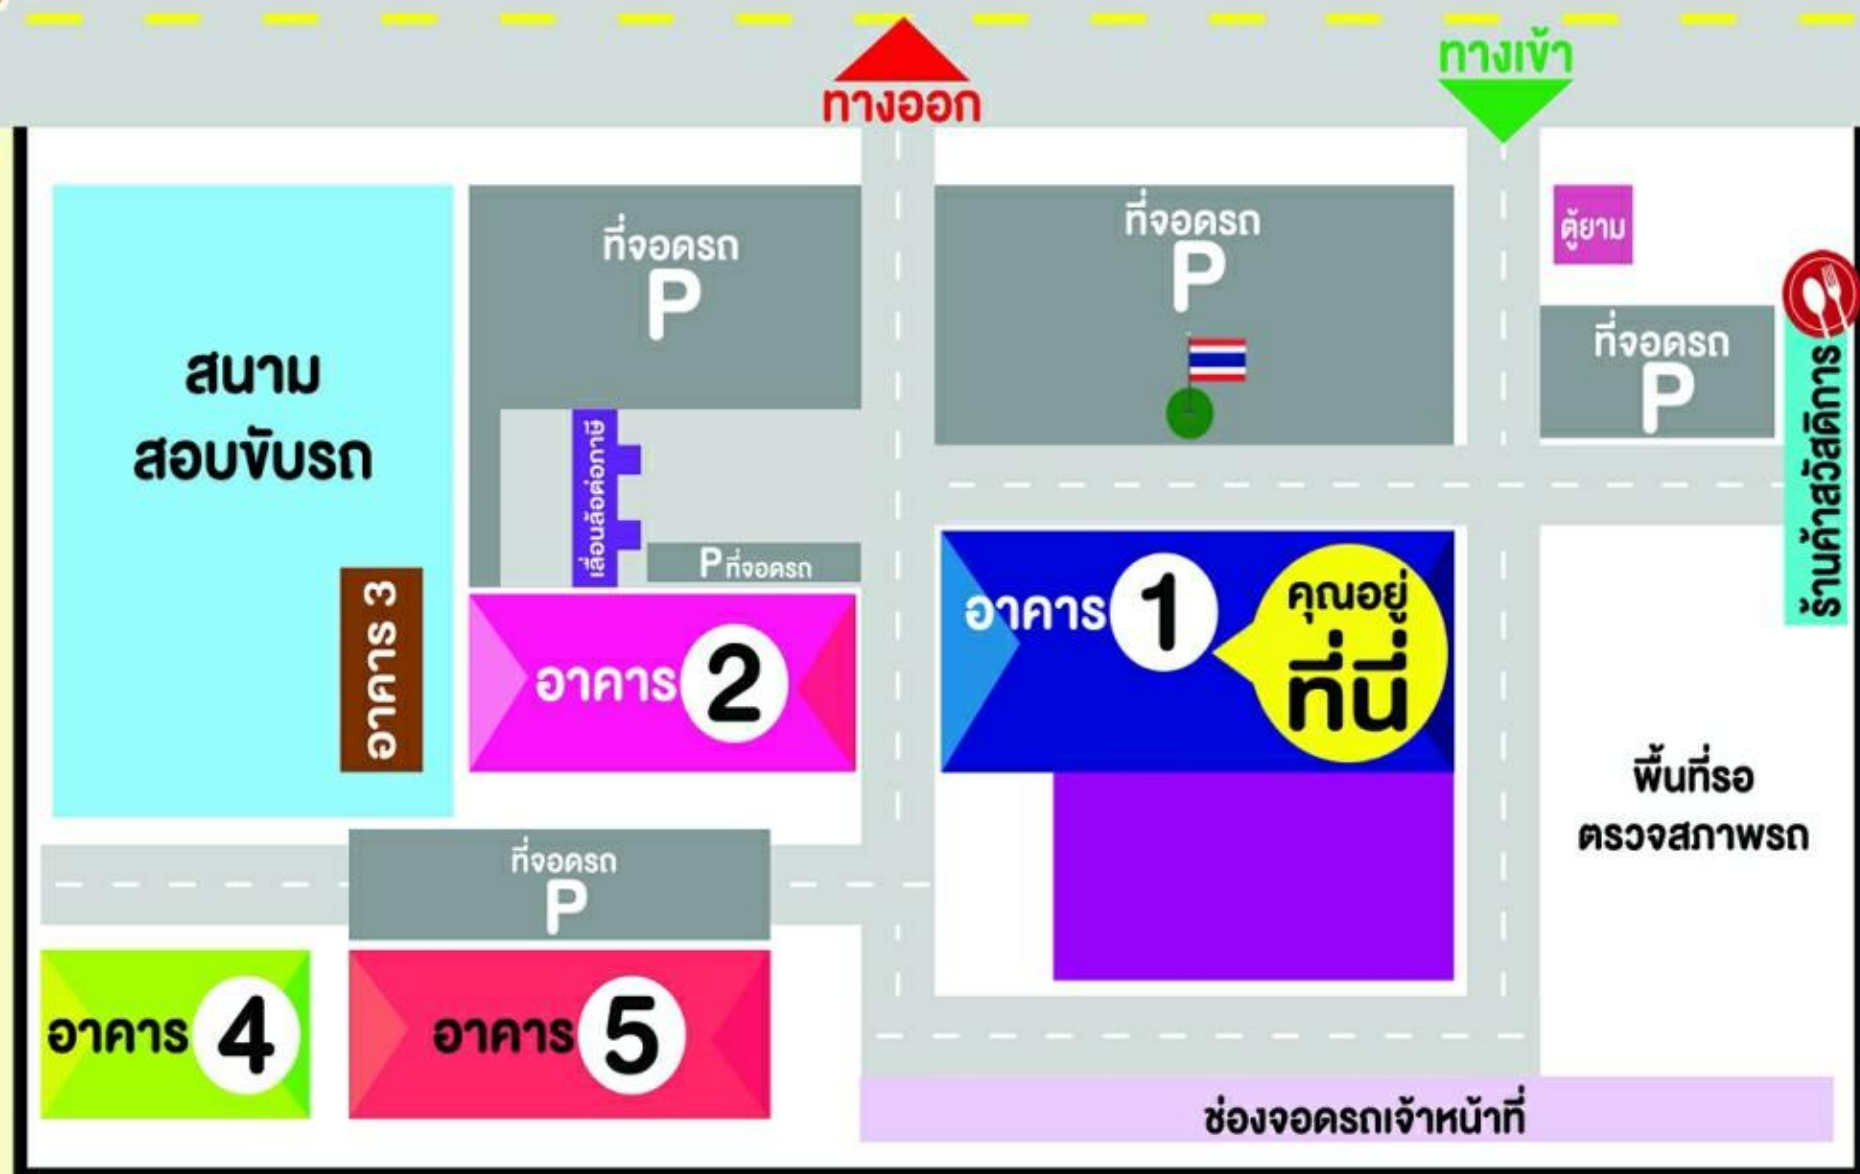 ทางออก
ทางเข้า
ที่จอดรถ
P
ที่จอดรถ
P
ตู้ยาม
ที่จอดรถ
P
ร้านค้าสวัสดิการ
สนาม
สอบขับรถ
เลื่อนล้อต่อภาษี
P ที่จอดรถ
อาคาร 3
อาคาร 2
อาคาร 1
คุณอยู่
ที่นี่
พื้นที่รอ
ตรวจสภาพรถ
ที่จอดรถ
P
อาคาร 4
อาคาร 5
ช่องจอดรถเจ้าหน้าที่